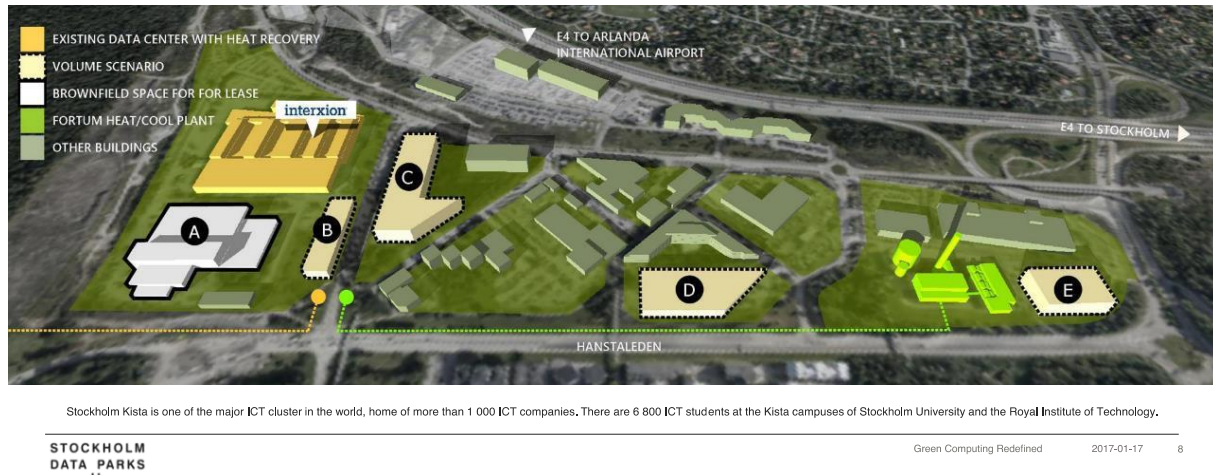 EXISTING DATA CENTER WITH HEAT RECOVERY
VOLUME SCENARIO
BROWNFIELD SPACE FOR FOR LEASE
FORTUM HEAT/COOL PLANT
OTHER BUILDINGS
E4 TO ARLANDA
INTERNATIONAL AIRPORT
interxion
E4 TO STOCKHOLM
A
B
C
D
E
HANSTALEDEN
Stockholm Kista is one of the major ICT cluster in the world, home of more than 1 000 ICT companies. There are 6 800 ICT students at the Kista campuses of Stockholm University and the Royal Institute of Technology.
STOCKHOLM
DATA PARKS
Green Computing Redefined 2017-01-17 8